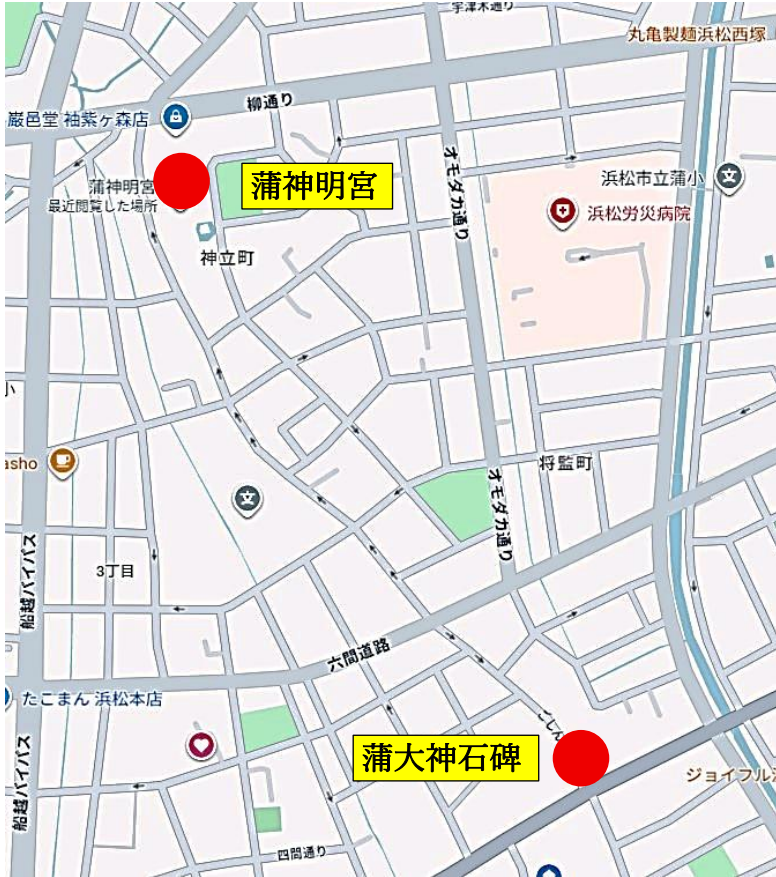 宇津木通り
丸亀製麺浜松西塚
柳通り
巌邑堂 袖紫ヶ森店
オモダカ通り
蒲神明宮
最近閲覧した場所
蒲神明宮
浜松市立蒲小
浜松労災病院
神立町
小
asho
将監町
オモダカ通り
3丁目
船越バイパス
六間道路
たこまん 浜松本店
ごしん
船越バイパス
蒲大神石碑
ジョイフル
四間通り